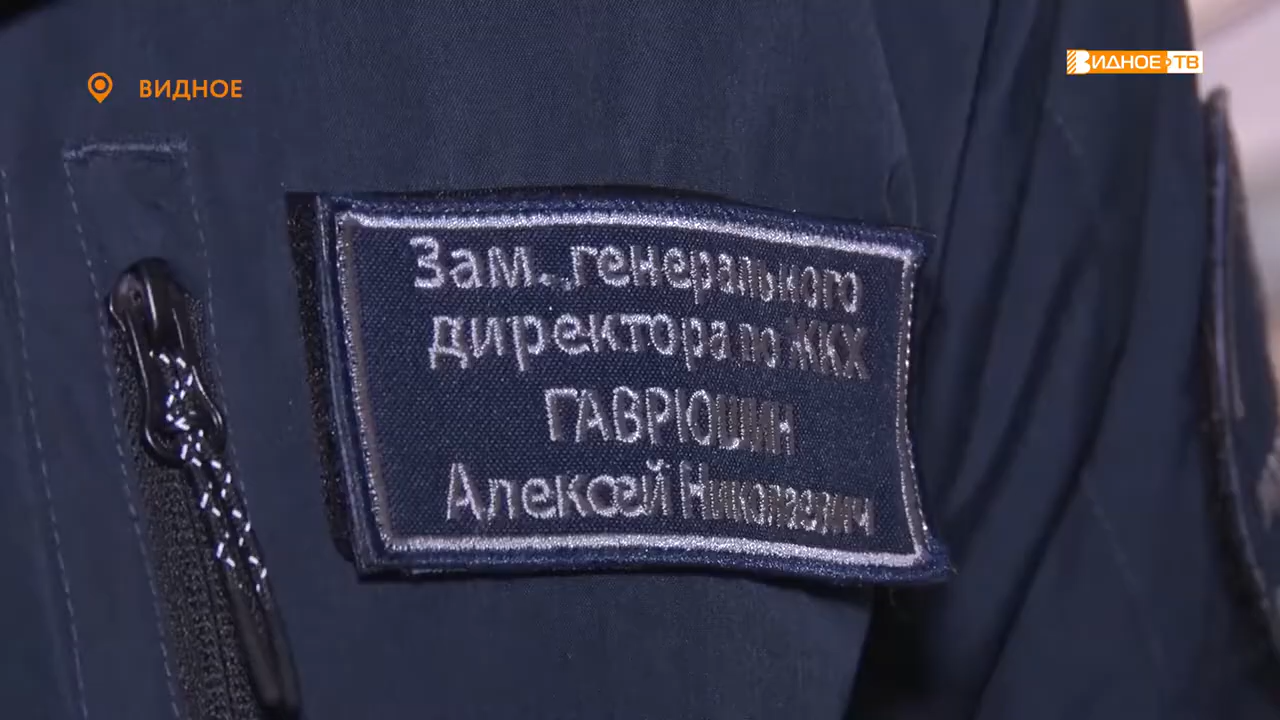 ВИДНОЕ
ВИДНОЕ ТВ
Зам. генерального
директора по ЖКХ
ГАВРЮШИН
Алексей Николаевич